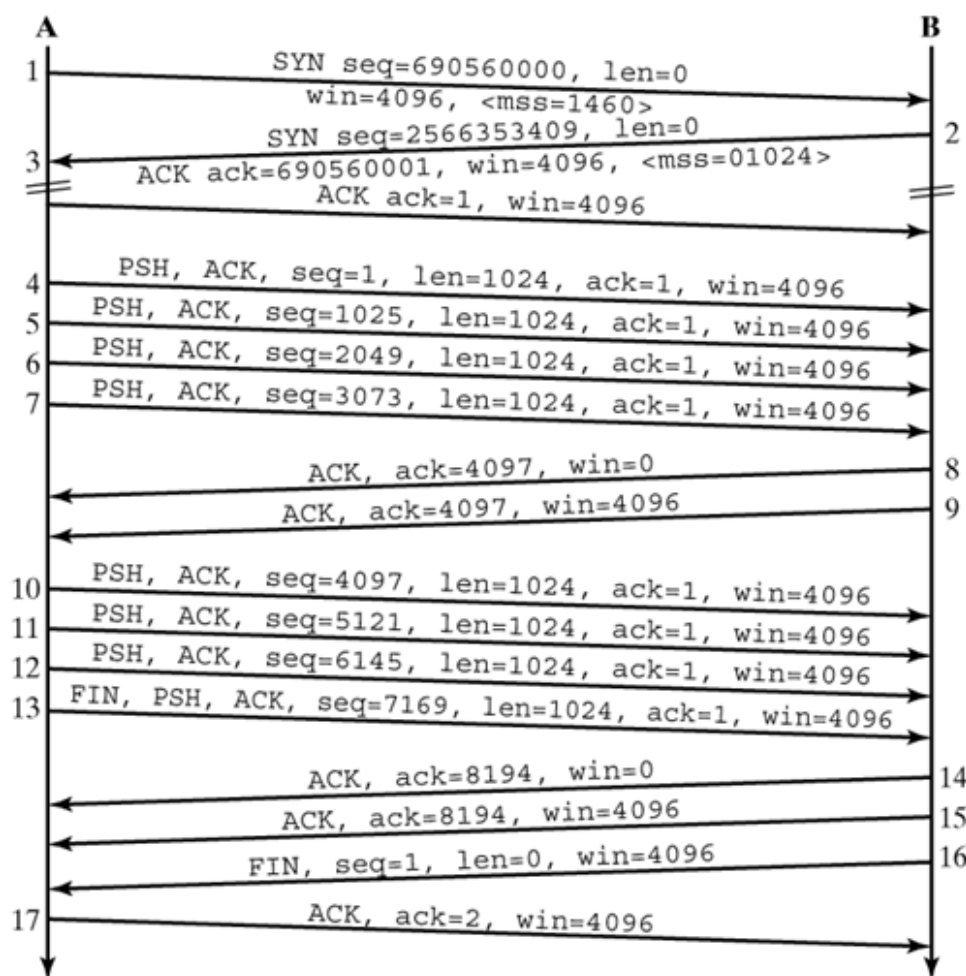 A B
1 SYN seq=690560000, len=0
win=4096, <mss=1460>
SYN seq=2566353409, len=0 2
3 ACK ack=690560001, win=4096, <mss=01024>
ACK ack=1, win=4096
4 PSH, ACK, seq=1, len=1024, ack=1, win=4096
5 PSH, ACK, seq=1025, len=1024, ack=1, win=4096
6 PSH, ACK, seq=2049, len=1024, ack=1, win=4096
7 PSH, ACK, seq=3073, len=1024, ack=1, win=4096
ACK, ack=4097, win=0 8
ACK, ack=4097, win=4096 9
10 PSH, ACK, seq=4097, len=1024, ack=1, win=4096
11 PSH, ACK, seq=5121, len=1024, ack=1, win=4096
12 PSH, ACK, seq=6145, len=1024, ack=1, win=4096
13 FIN, PSH, ACK, seq=7169, len=1024, ack=1, win=4096
ACK, ack=8194, win=0 14
ACK, ack=8194, win=4096 15
FIN, seq=1, len=0, win=4096 16
17 ACK, ack=2, win=4096